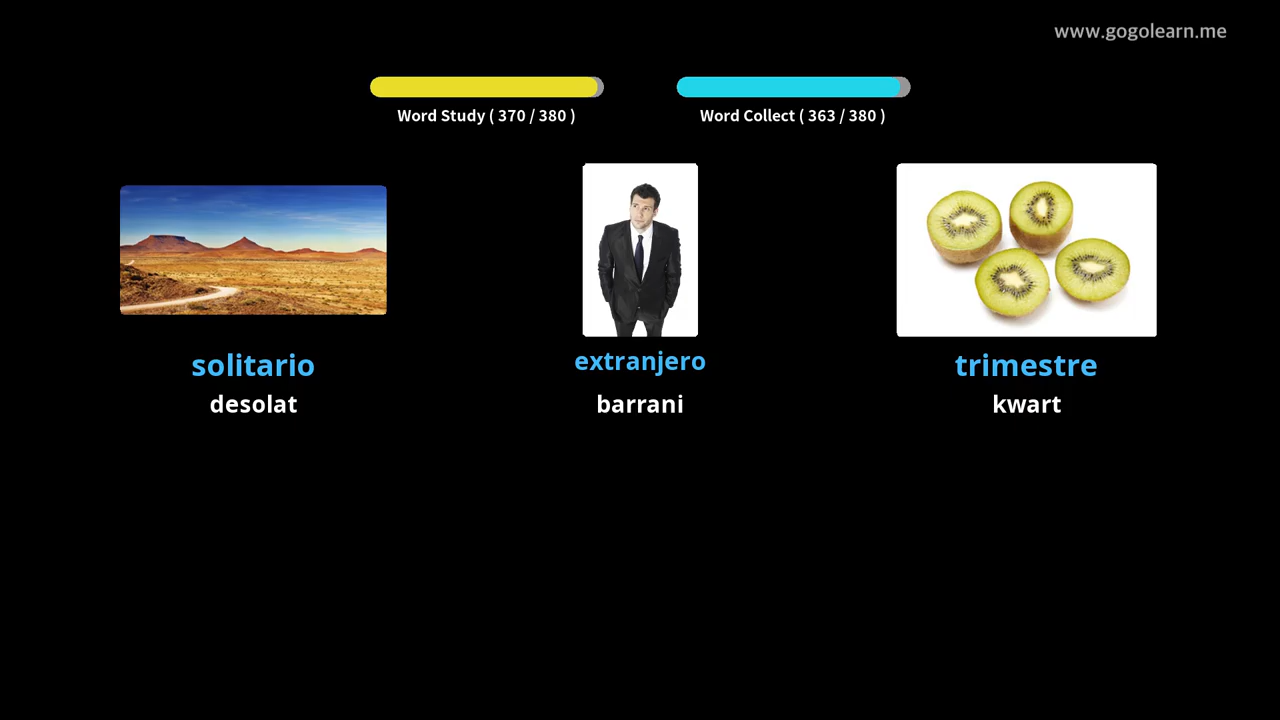 www.gogolearn.me
Word Study ( 370 / 380 )
Word Collect ( 363 / 380 )
solitario
desolat
extranjero
barrani
trimestre
kwart